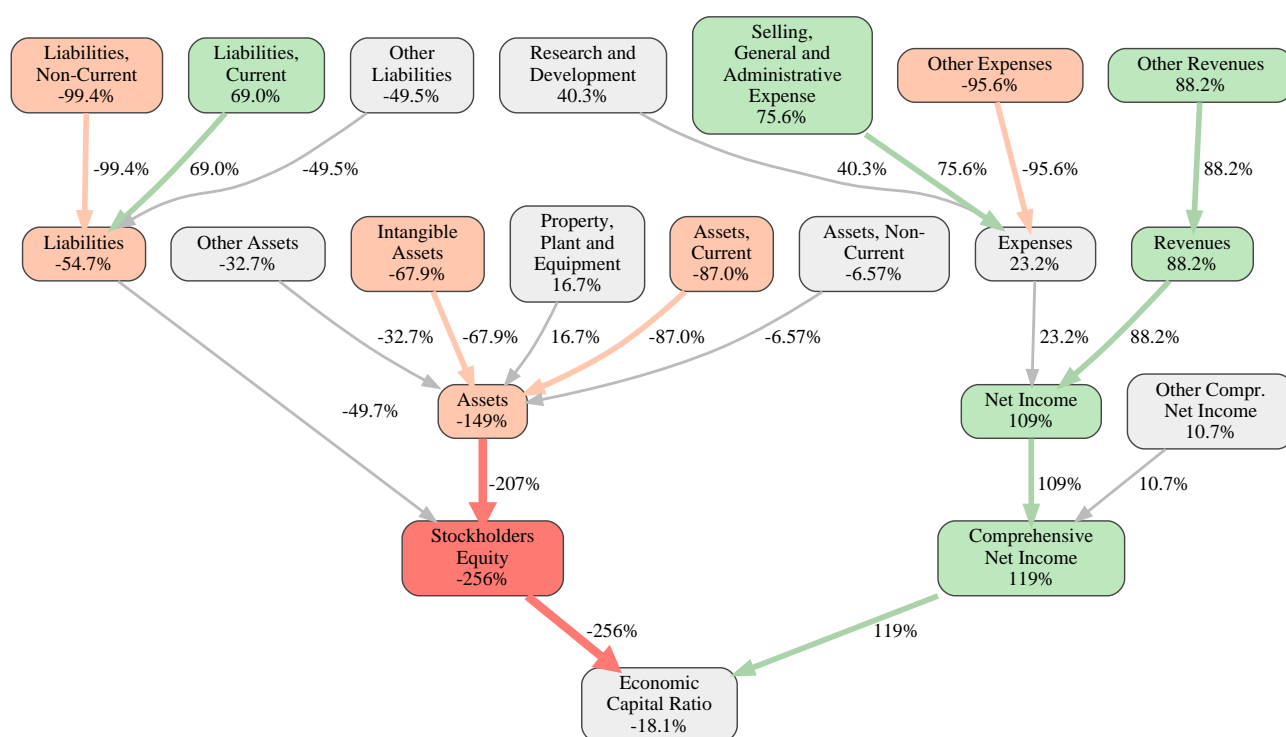 Liabilities,
Non-Current
-99.4%
Liabilities,
Current
69.0%
Other
Liabilities
-49.5%
Research and
Development
40.3%
Selling,
General and
Administrative
Expense
75.6%
Other Expenses
-95.6%
Other Revenues
88.2%
-99.4%
69.0%
-49.5%
40.3%
75.6%
-95.6%
88.2%
Liabilities
-54.7%
Other Assets
-32.7%
Intangible
Assets
-67.9%
Property,
Plant and
Equipment
16.7%
Assets,
Current
-87.0%
Assets, Non-
Current
-6.57%
Expenses
23.2%
Revenues
88.2%
-32.7%
-67.9%
16.7%
-87.0%
-6.57%
23.2%
88.2%
-49.7%
Assets
-149%
Net Income
109%
Other Compr.
Net Income
10.7%
-207%
109%
10.7%
Stockholders
Equity
-256%
Comprehensive
Net Income
119%
-256%
119%
Economic
Capital Ratio
-18.1%